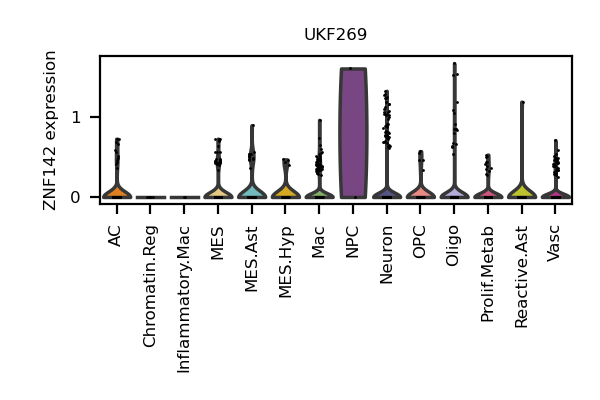 UKF269
ZNF142 expression
1
0
AC
Chromatin.Reg
Inflammatory.Mac
MES
MES.Ast
MES.Hyp
Mac
NPC
Neuron
OPC
Oligo
Prolif.Metab
Reactive.Ast
Vasc